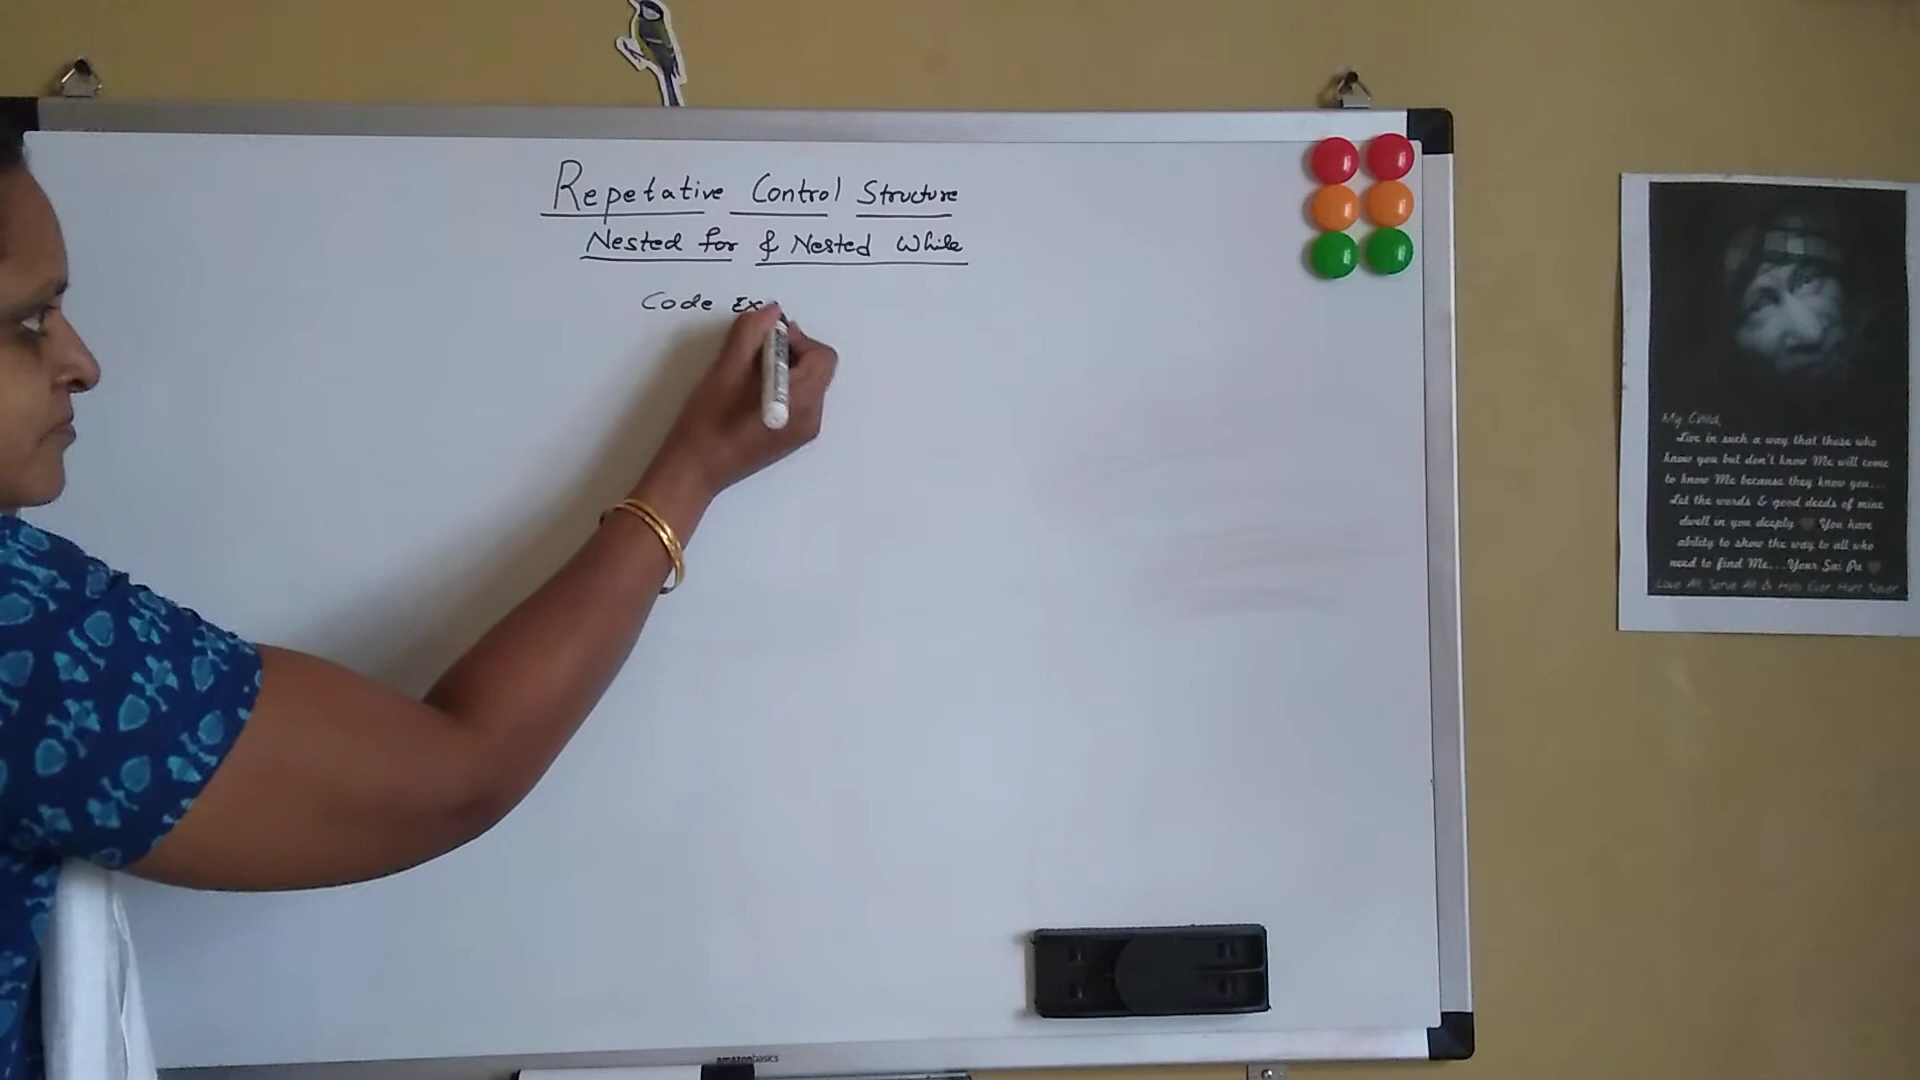 Repetative Control Structure
Nested for & Nested While
Code Ex
My Child,
Live in such a way that those who
know you but don't know Me will come
to know Me because they know you...
Let the words & good deeds of mine
dwell in you deeply 🖤 You have
ability to show the way to all who
need to find Me...Your Sai Pa 🖤
Love All Serve All & Help Ever Hurt Never
amazonbasics